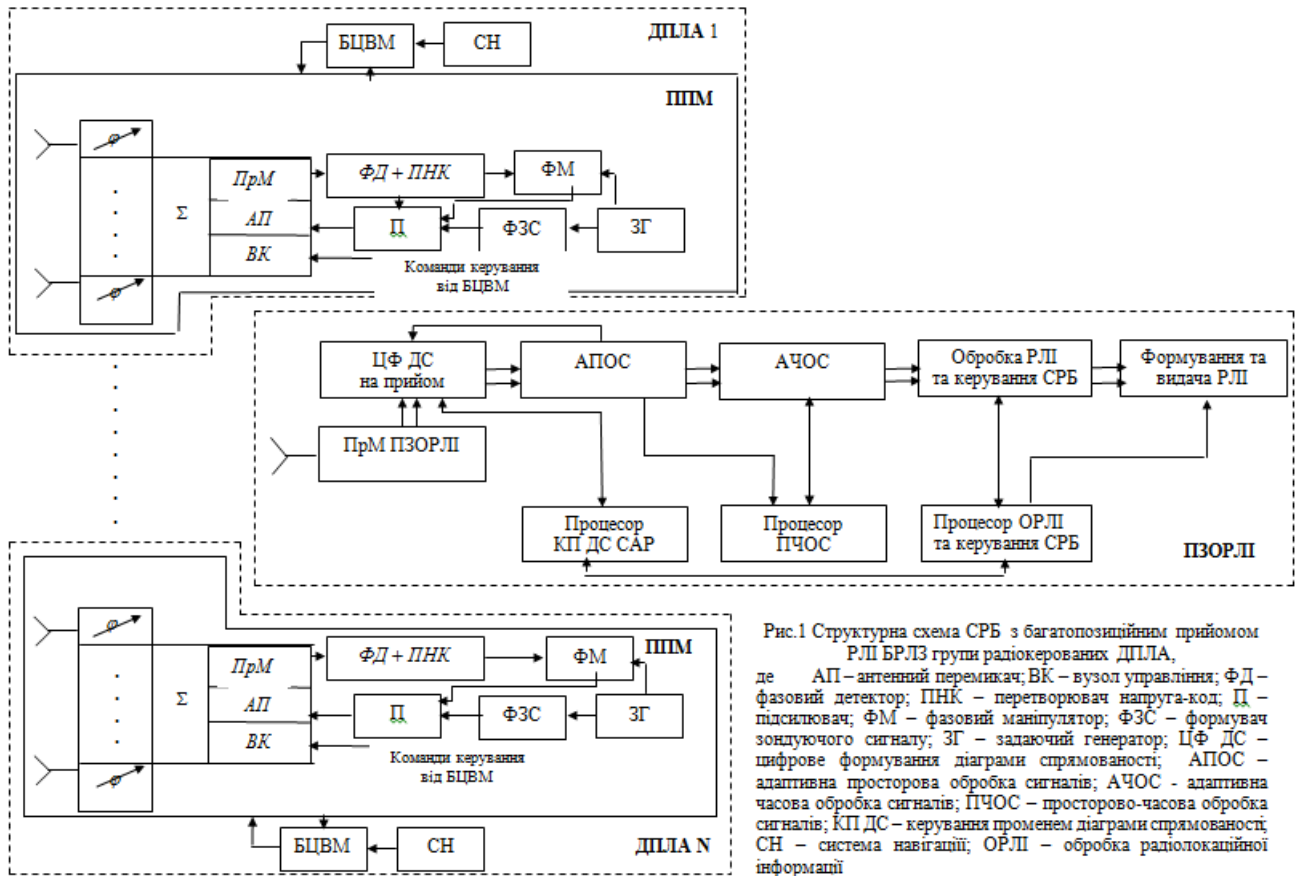 ДПЛА 1
БЦВМ
СН
ППМ
φ
ПрМ
ФД + ПНК
ФМ
Σ
АП
П
ФЗС
ЗГ
ВК
φ
Команди керування
від БЦВМ
ЦФ ДС
на прийом
АПОС
АЧОС
Обробка РЛІ
та керування СРБ
Формування та
видача РЛІ
ПрМ ПЗОРЛІ
Процесор
КП ДС САР
Процесор
ПЧОС
Процесор ОРЛІ
та керування СРБ
ПЗОРЛІ
φ
ППМ
ПрМ
ФД + ПНК
ФМ
Σ
АП
П
ФЗС
ЗГ
ВК
φ
Команди керування
від БЦВМ
БЦВМ
СН
ДПЛА N
Рис.1 Структурна схема СРБ з багатопозиційним прийомом
РЛІ БРЛЗ групи радіокерованих ДПЛА,
де АП – антенний перемикач; ВК – вузол управління; ФД –
фазовий детектор; ПНК – перетворювач напруга-код; П –
підсилювач; ФМ – фазовий маніпулятор; ФЗС – формувач
зондуючого сигналу; ЗГ – задаючий генератор; ЦФ ДС –
цифрове формування діаграми спрямованості; АПОС –
адаптивна просторова обробка сигналів; АЧОС - адаптивна
часова обробка сигналів; ПЧОС – просторово-часова обробка
сигналів; КП ДС – керування променем діаграми спрямованості;
СН – система навігаціїї; ОРЛІ – обробка радіолокаційної
інформації